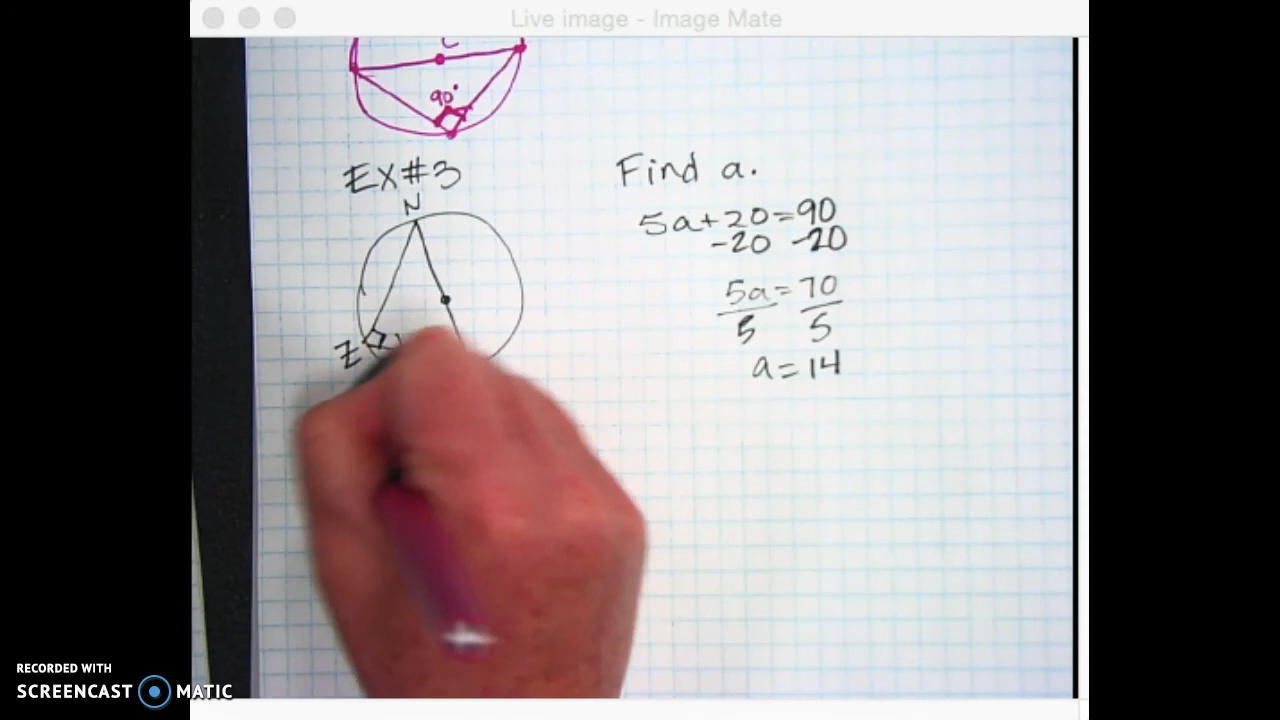 Live image - Image Mate
C
90°
EX#3
Find a.
N
5a+20=90
-20 -20
5a=70
5 5
Z
a=14
RECORDED WITH
SCREENCAST MATIC